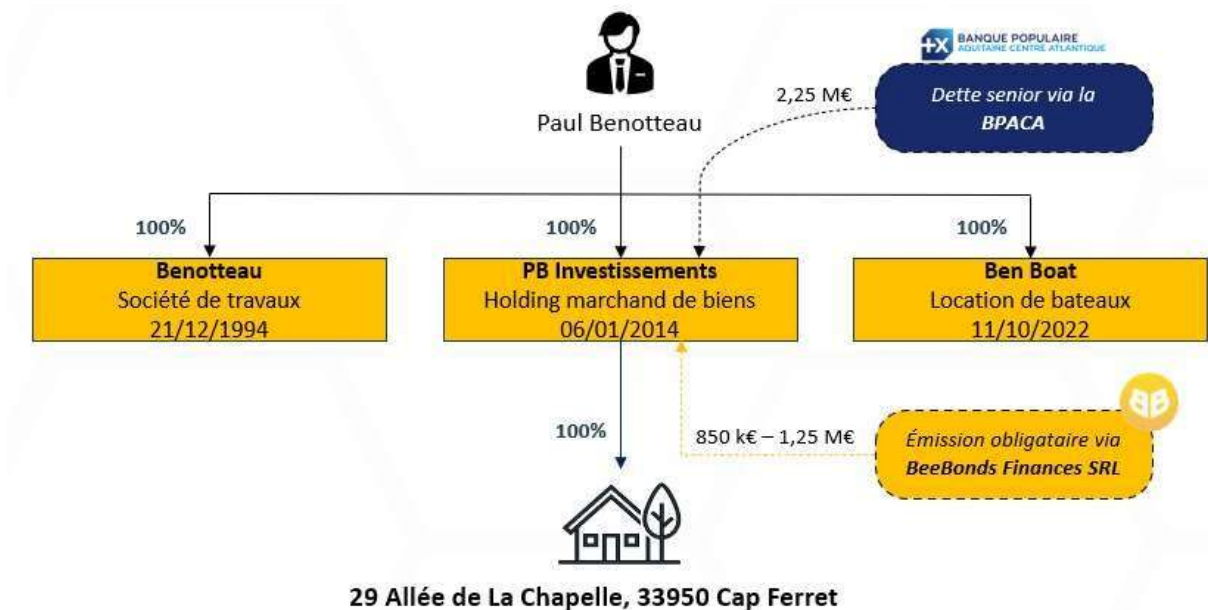 BANQUE POPULAIRE
AQUITAINE CENTRE ATLANTIQUE
2,25 M€
Dette senior via la
BPACA
Paul Benotteau
100%
100%
100%
Benotteau
Société de travaux
21/12/1994
PB Investissements
Holding marchand de biens
06/01/2014
Ben Boat
Location de bateaux
11/10/2022
100%
850 k€ – 1,25 M€
Émission obligataire via
BeeBonds Finances SRL
29 Allée de La Chapelle, 33950 Cap Ferret